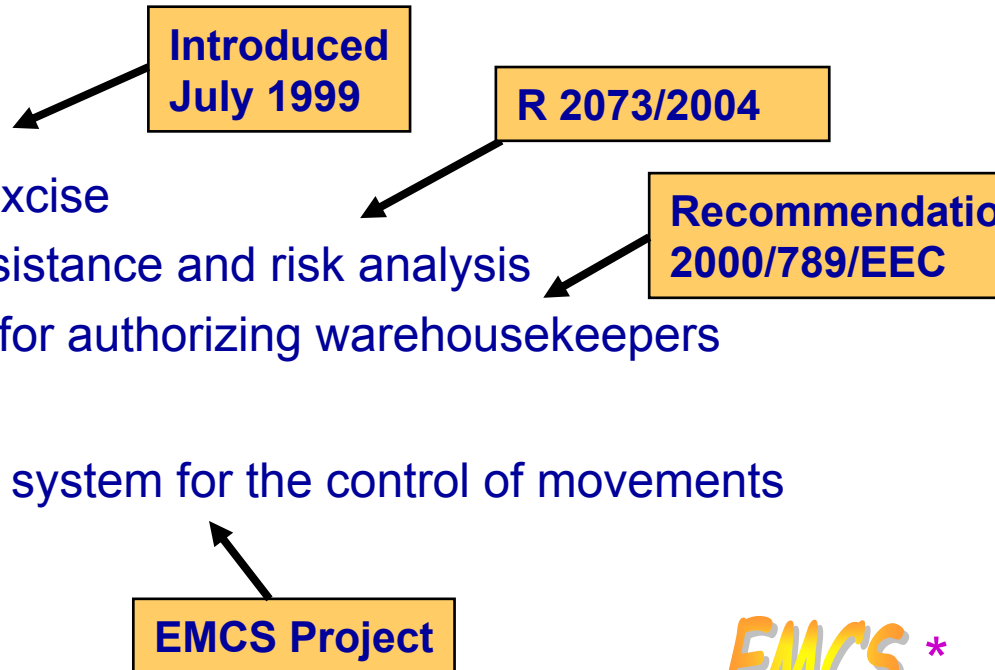 Introduced
July 1999
R 2073/2004
xcise
Recommendatio
sistance and risk analysis
2000/789/EEC
for authorizing warehousekeepers
system for the control of movements
EMCS Project
EMCS *